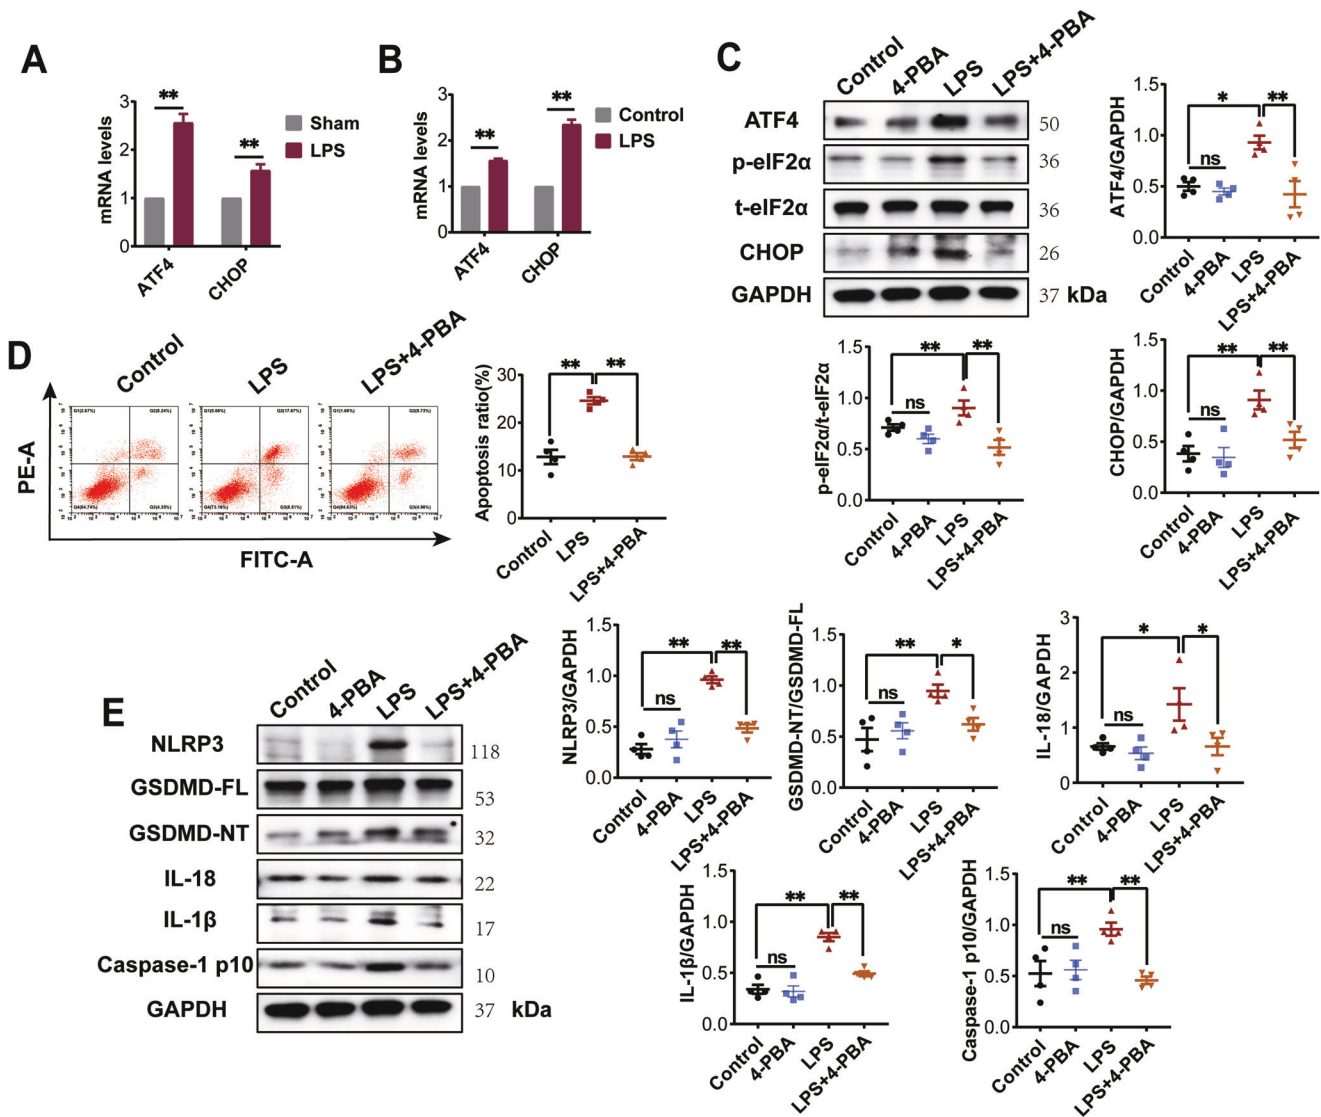 A
mRNA levels
3
2
1
0
**
**
Sham
LPS
ATF4
CHOP
B
mRNA levels
3
2
1
0
**
**
Control
LPS
ATF4
CHOP
C
Control
4-PBA
LPS
LPS+4-PBA
ATF4
50
p-eIF2α
36
t-eIF2α
36
CHOP
26
GAPDH
37 kDa
ATF4/GAPDH
1.5
1.0
0.5
0.0
*
**
ns
Control
4-PBA
LPS
LPS+4-PBA
p-eIF2α/t-eIF2α
1.5
1.0
0.5
0.0
**
**
ns
Control
4-PBA
LPS
LPS+4-PBA
CHOP/GAPDH
1.5
1.0
0.5
0.0
**
**
ns
Control
4-PBA
LPS
LPS+4-PBA
D
Control
LPS
LPS+4-PBA
PE-A
FITC-A
Apoptosis ratio(%)
30
20
10
0
**
**
Control
LPS
LPS+4-PBA
E
Control
4-PBA
LPS
LPS+4-PBA
NLRP3
118
GSDMD-FL
53
GSDMD-NT
32
IL-18
22
IL-1β
17
Caspase-1 p10
10
GAPDH
37 kDa
NLRP3/GAPDH
1.5
1.0
0.5
0.0
**
**
ns
Control
4-PBA
LPS
LPS+4-PBA
GSDMD-NT/GSDMD-FL
1.5
1.0
0.5
0.0
**
*
ns
Control
4-PBA
LPS
LPS+4-PBA
IL-18/GAPDH
3
2
1
0
*
*
ns
Control
4-PBA
LPS
LPS+4-PBA
IL-1β/GAPDH
1.5
1.0
0.5
0.0
**
**
ns
Control
4-PBA
LPS
LPS+4-PBA
Caspase-1 p10/GAPDH
1.5
1.0
0.5
0.0
**
**
ns
Control
4-PBA
LPS
LPS+4-PBA